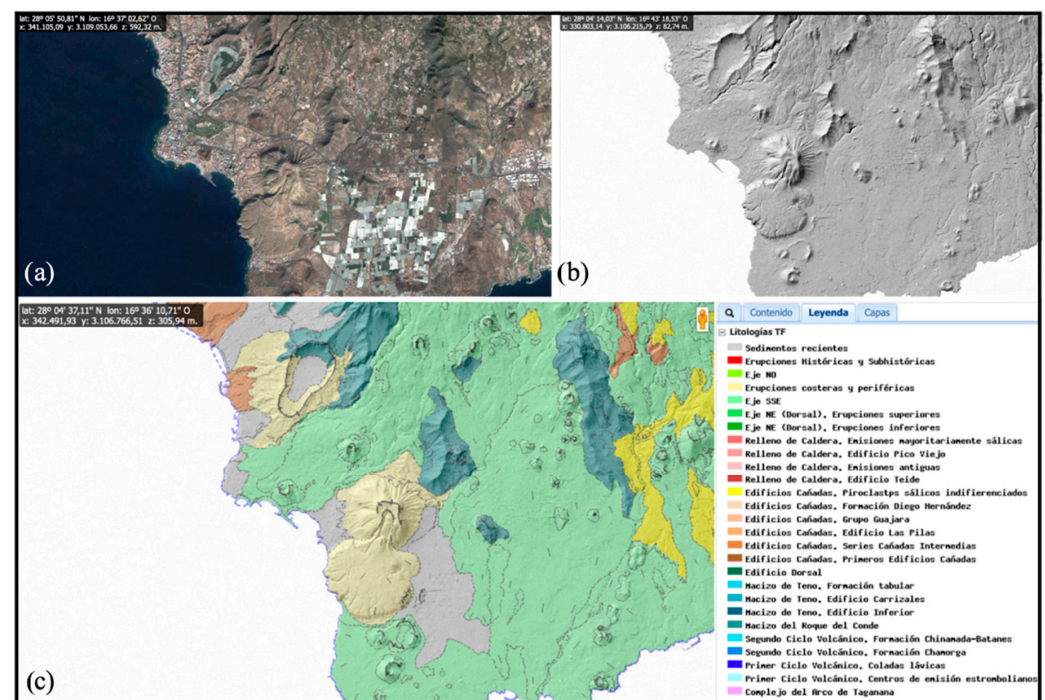 lat: 28º 05' 50,81" N lon: 16º 37' 02,62" O
x: 341.105,09 y: 3.109.053,66 z: 592,32 m.
(a)
lat: 28º 04' 14,03" N lon: 16º 43' 18,53" O
x: 330.803,14 y: 3.106.215,79 z: 82,74 m.
(b)
lat: 28º 04' 37,11" N lon: 16º 36' 10,71" O
x: 342.491,93 y: 3.106.766,51 z: 305,94 m.
(c)
Contenido
Leyenda
Capas
Litologías TF
Sedimentos recientes
Erupciones Históricas y Subhistóricas
Eje NO
Erupciones costeras y periféricas
Eje SSE
Eje NE (Dorsal), Erupciones superiores
Eje NE (Dorsal), Erupciones inferiores
Relleno de Caldera, Emisiones mayoritariamente sálicas
Relleno de Caldera, Edificio Pico Viejo
Relleno de Caldera, Emisiones antiguas
Relleno de Caldera, Edificio Teide
Edificios Cañadas, Piroclastps sálicos indifierenciados
Edificios Cañadas, Formación Diego Hernández
Edificios Cañadas, Grupo Guajara
Edificios Cañadas, Edificio Las Pilas
Edificios Cañadas, Series Cañadas Intermedias
Edificios Cañadas, Primeros Edificios Cañadas
Edificio Dorsal
Macizo de Teno, Formación tabular
Macizo de Teno, Edificio Carrizales
Macizo de Teno, Edificio Inferior
Macizo del Roque del Conde
Segundo Ciclo Volcánico, Formación Chinamada-Batanes
Segundo Ciclo Volcánico, Formación Chamorga
Primer Ciclo Volcánico, Coladas lávicas
Primer Ciclo Volcánico, Centros de emisión estrombolianos
Complejo del Arco de Taganana